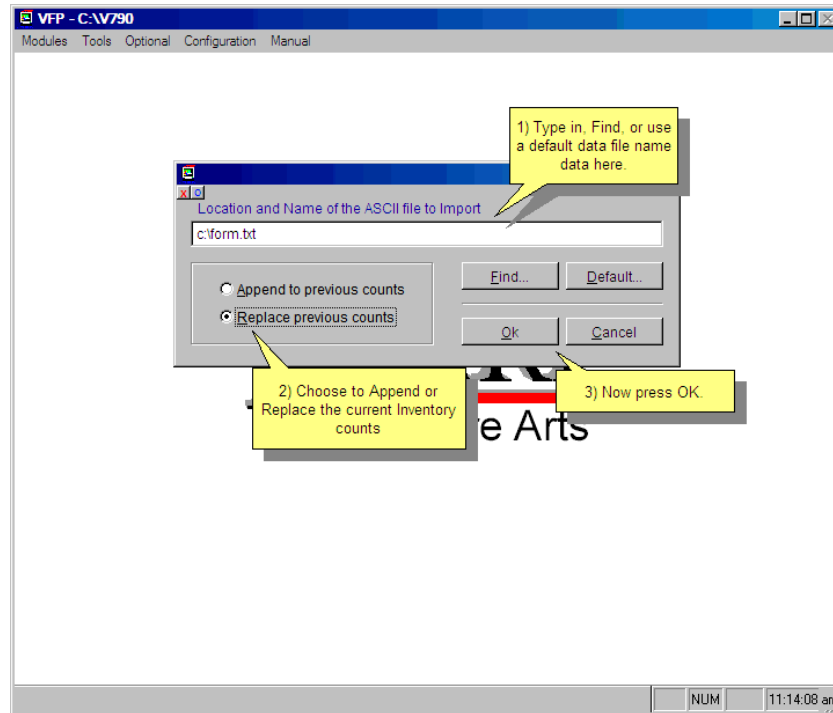 VFP - C:\V790
Modules Tools Optional Configuration Manual
1) Type in, Find, or use
a default data file name
data here.
X O
Location and Name of the ASCII file to Import
c:\form.txt
Find... Default...
Append to previous counts
Replace previous counts
Ok Cancel
2) Choose to Append or
Replace the current Inventory
counts
3) Now press OK.
Arts
NUM 11:14:08 am